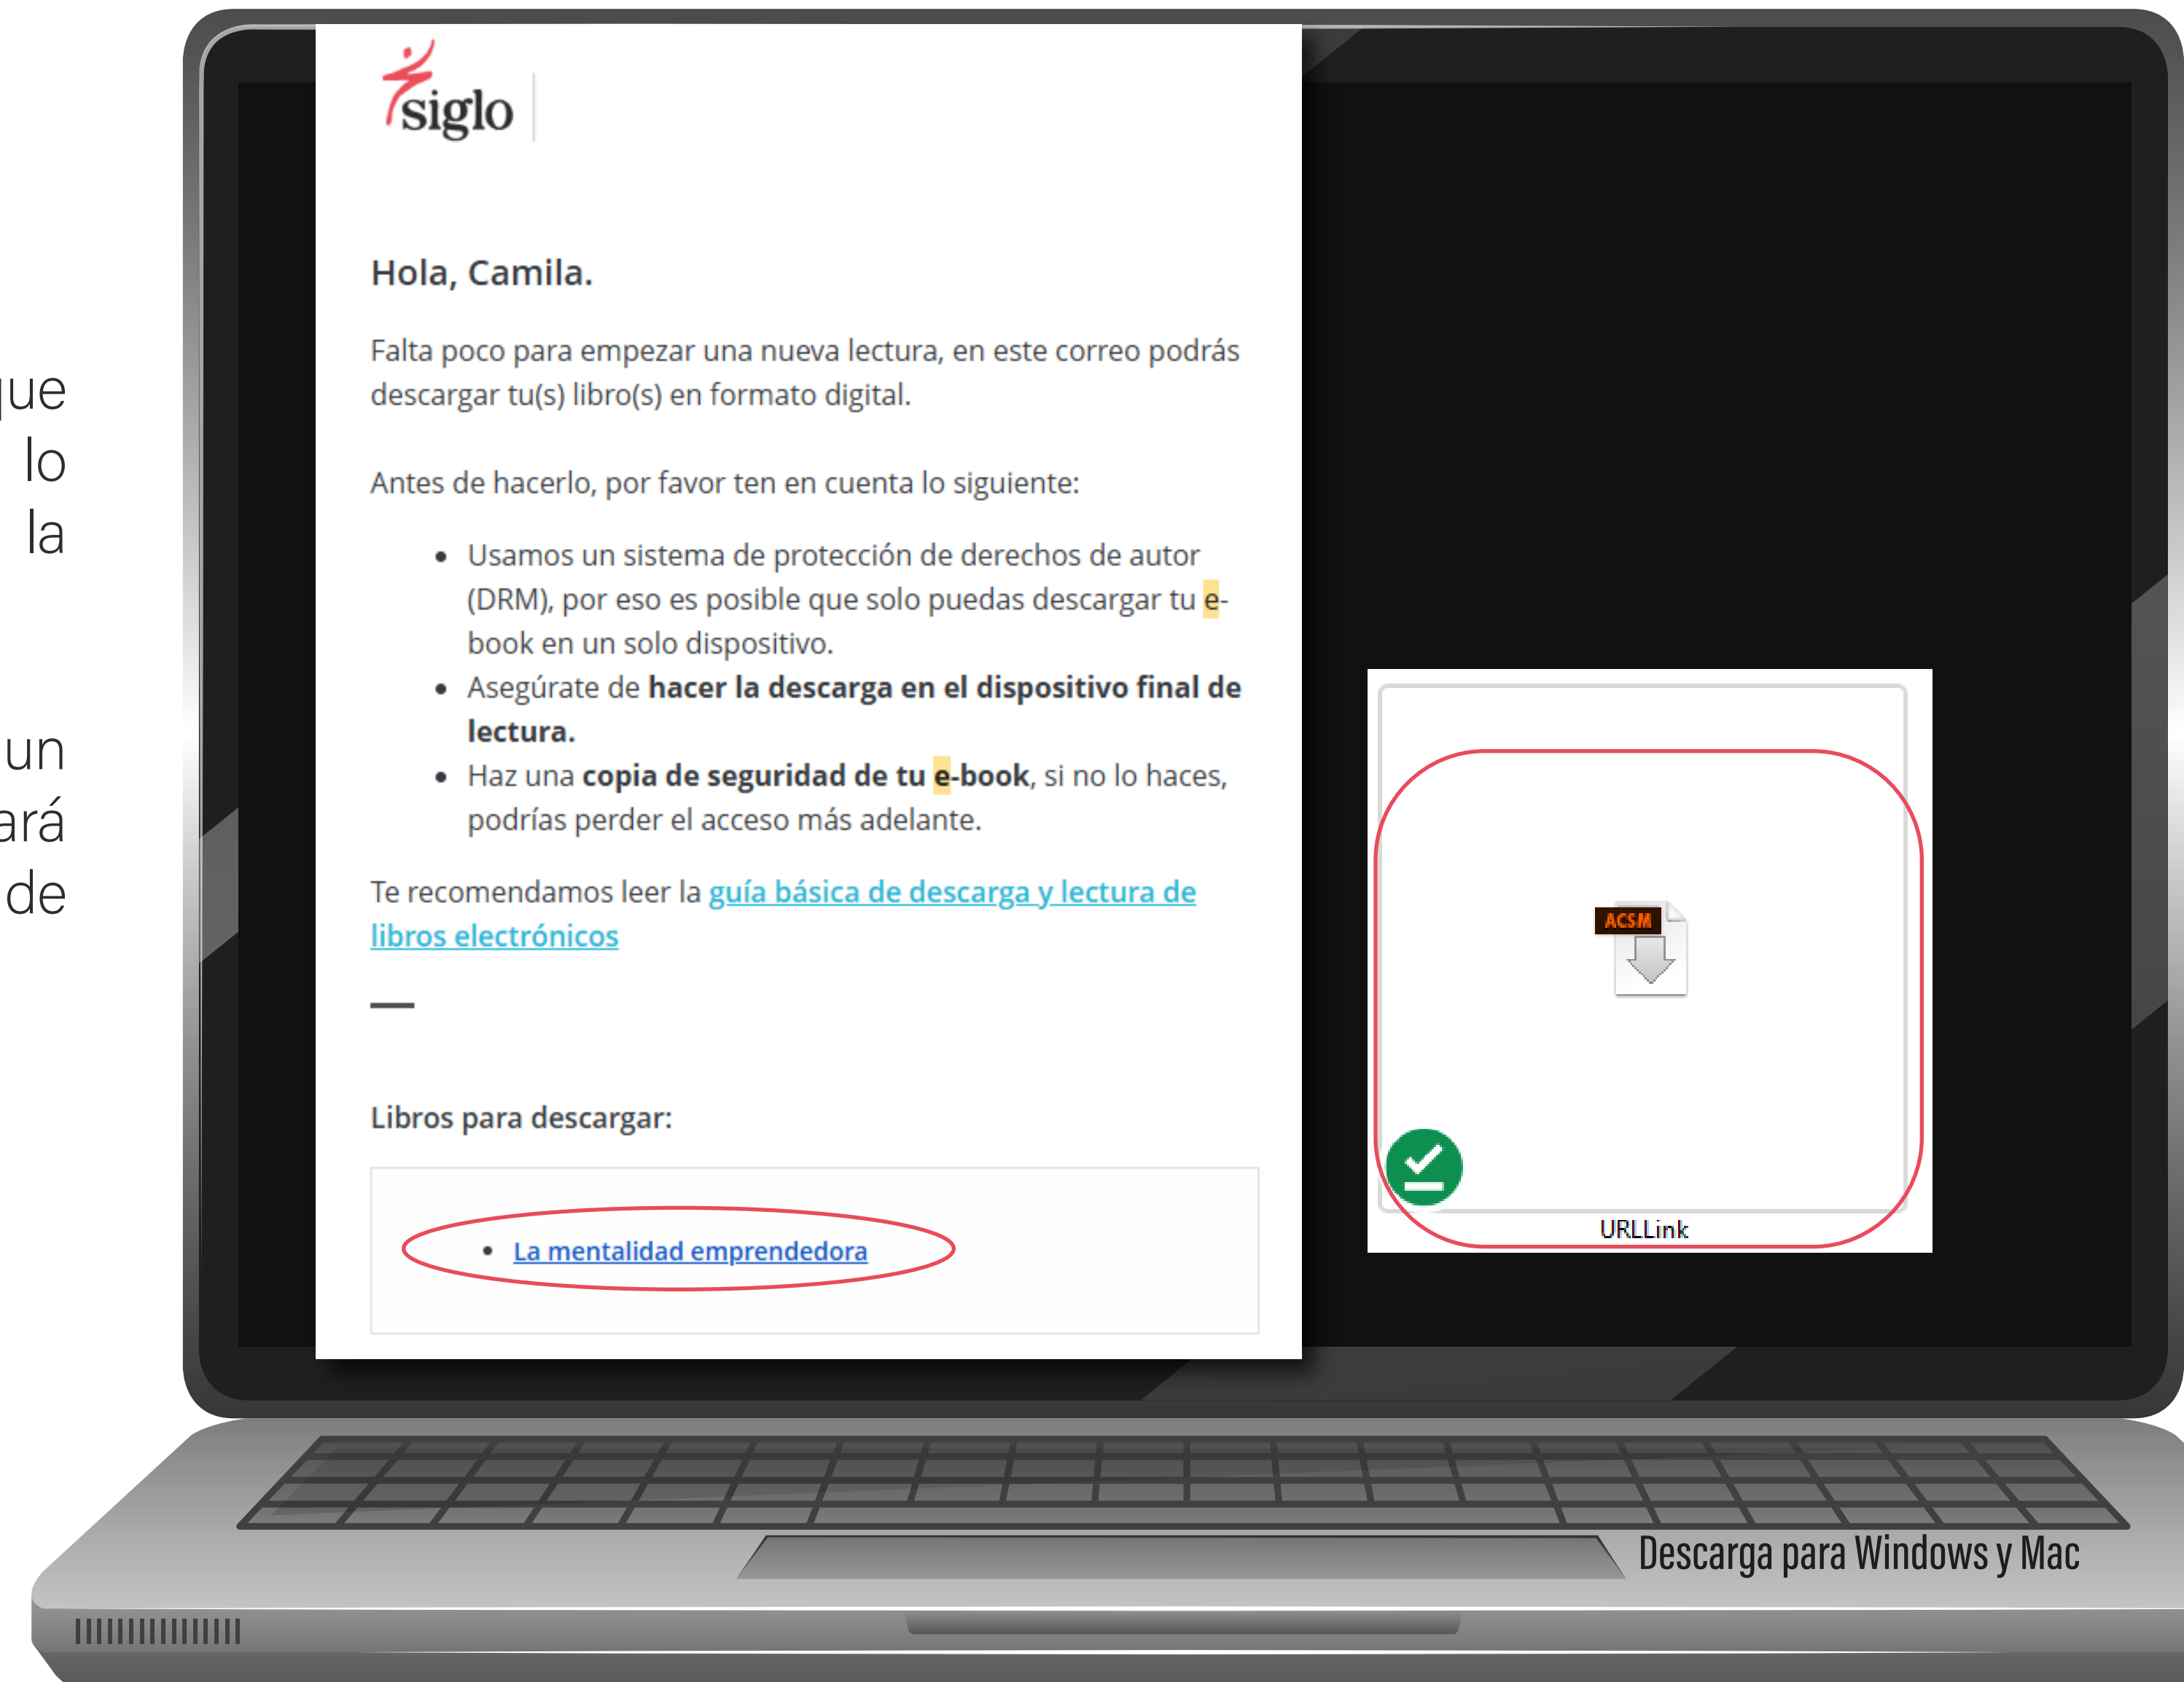 que
lo
la
un
de
siglo
Hola, Camila.
Falta poco para empezar una nueva lectura, en este correo podrás
descargar tu(s) libro(s) en formato digital.
Antes de hacerlo, por favor ten en cuenta lo siguiente:
• Usamos un sistema de protección de derechos de autor
(DRM), por eso es posible que solo puedas descargar tu e-
book en un solo dispositivo.
• Asegúrate de hacer la descarga en el dispositivo final de
lectura.
• Haz una copia de seguridad de tu e-book, si no lo haces,
podrías perder el acceso más adelante.
Te recomendamos leer la guía básica de descarga y lectura de
libros electrónicos
Libros para descargar:
• La mentalidad emprendedora
ACSM
URLLink
Descarga para Windows y Mac